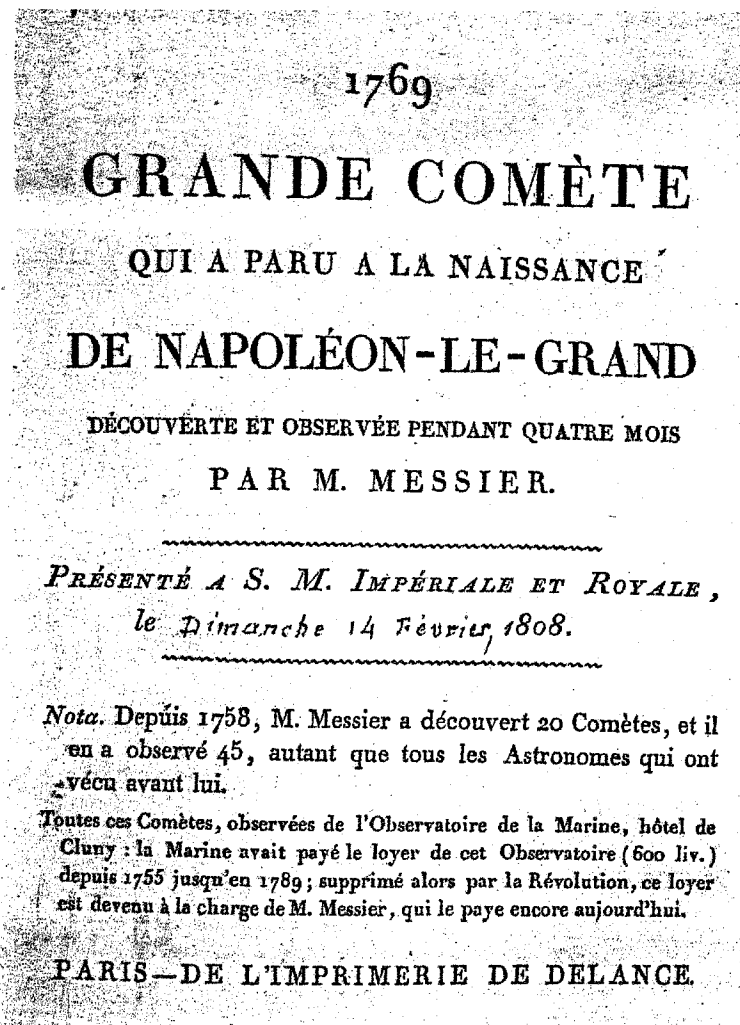 1769
GRANDE COMÈTE
QUI A PARU A LA NAISSANCE
DE NAPOLÉON-LE-GRAND
DÉCOUVERTE ET OBSERVÉE PENDANT QUATRE MOIS
PAR M. MESSIER.
PRÉSENTÉ A S. M. IMPÉRIALE ET ROYALE,
le Dimanche 14 Février, 1808.
Nota. Depuis 1758, M. Messier a découvert 20 Comètes, et il
en a observé 45, autant que tous les Astronomes qui ont
vécu avant lui.
Toutes ces Comètes, observées de l'Observatoire de la Marine, hôtel de
Cluny : la Marine avait payé le loyer de cet Observatoire (600 liv.)
depuis 1755 jusqu'en 1789; supprimé alors par la Révolution, ce loyer
est devenu à la charge de M. Messier, qui le paye encore aujourd'hui.
PARIS—DE L'IMPRIMERIE DE DELANCE.